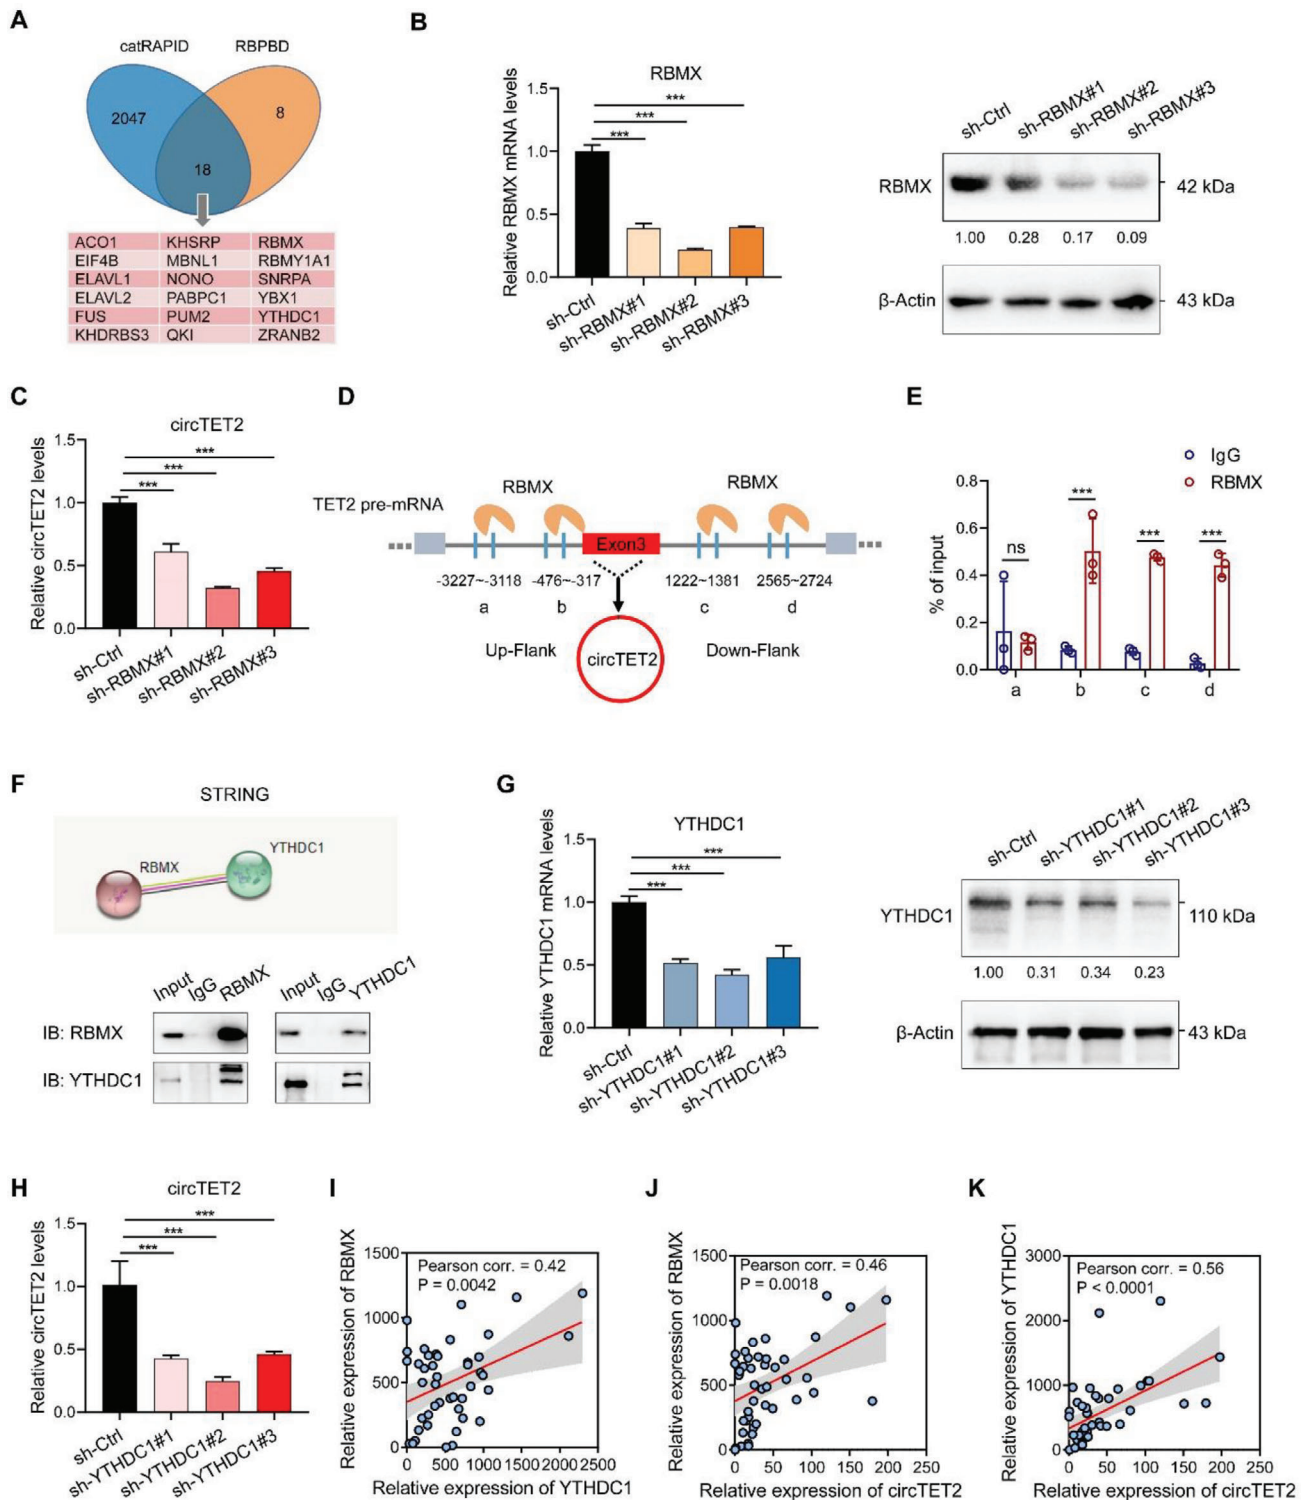 A
catRAPID
RBPBD
2047
8
18
ACO1 KHSRP RBMX
EIF4B MBNL1 RBMY1A1
ELAVL1 NONO SNRPA
ELAVL2 PABPC1 YBX1
FUS PUM2 YTHDC1
KHDRBS3 QKI ZRANB2
B
RBMX
Relative RBMX mRNA levels
1.5
1.0
0.5
0.0
***
***
***
sh-Ctrl
sh-RBMX#1
sh-RBMX#2
sh-RBMX#3
sh-Ctrl
sh-RBMX#1
sh-RBMX#2
sh-RBMX#3
RBMX
42 kDa
1.00 0.28 0.17 0.09
β-Actin
43 kDa
C
circTET2
Relative circTET2 levels
1.5
1.0
0.5
0.0
***
***
***
sh-Ctrl
sh-RBMX#1
sh-RBMX#2
sh-RBMX#3
D
RBMX
RBMX
TET2 pre-mRNA
Exon3
-3227~-3118 -476~-317 1222~1381 2565~2724
a b c d
Up-Flank
Down-Flank
circTET2
E
IgG
RBMX
% of input
0.8
0.6
0.4
0.2
0.0
ns
***
***
***
a b c d
F
STRING
RBMX
YTHDC1
Input IgG RBMX
Input IgG YTHDC1
IB: RBMX
IB: YTHDC1
G
YTHDC1
Relative YTHDC1 mRNA levels
1.5
1.0
0.5
0.0
***
***
***
sh-Ctrl
sh-YTHDC1#1
sh-YTHDC1#2
sh-YTHDC1#3
sh-Ctrl
sh-YTHDC1#1
sh-YTHDC1#2
sh-YTHDC1#3
YTHDC1
110 kDa
1.00 0.31 0.34 0.23
β-Actin
43 kDa
H
circTET2
Relative circTET2 levels
1.5
1.0
0.5
0.0
***
***
***
sh-Ctrl
sh-YTHDC1#1
sh-YTHDC1#2
sh-YTHDC1#3
I
Relative expression of RBMX
1500
1000
500
0
Pearson corr. = 0.42
P = 0.0042
0 500 1000 1500 2000 2500
Relative expression of YTHDC1
J
Relative expression of RBMX
1500
1000
500
0
Pearson corr. = 0.46
P = 0.0018
0 50 100 150 200 250
Relative expression of circTET2
K
Relative expression of YTHDC1
3000
2000
1000
0
Pearson corr. = 0.56
P < 0.0001
0 50 100 150 200 250
Relative expression of circTET2